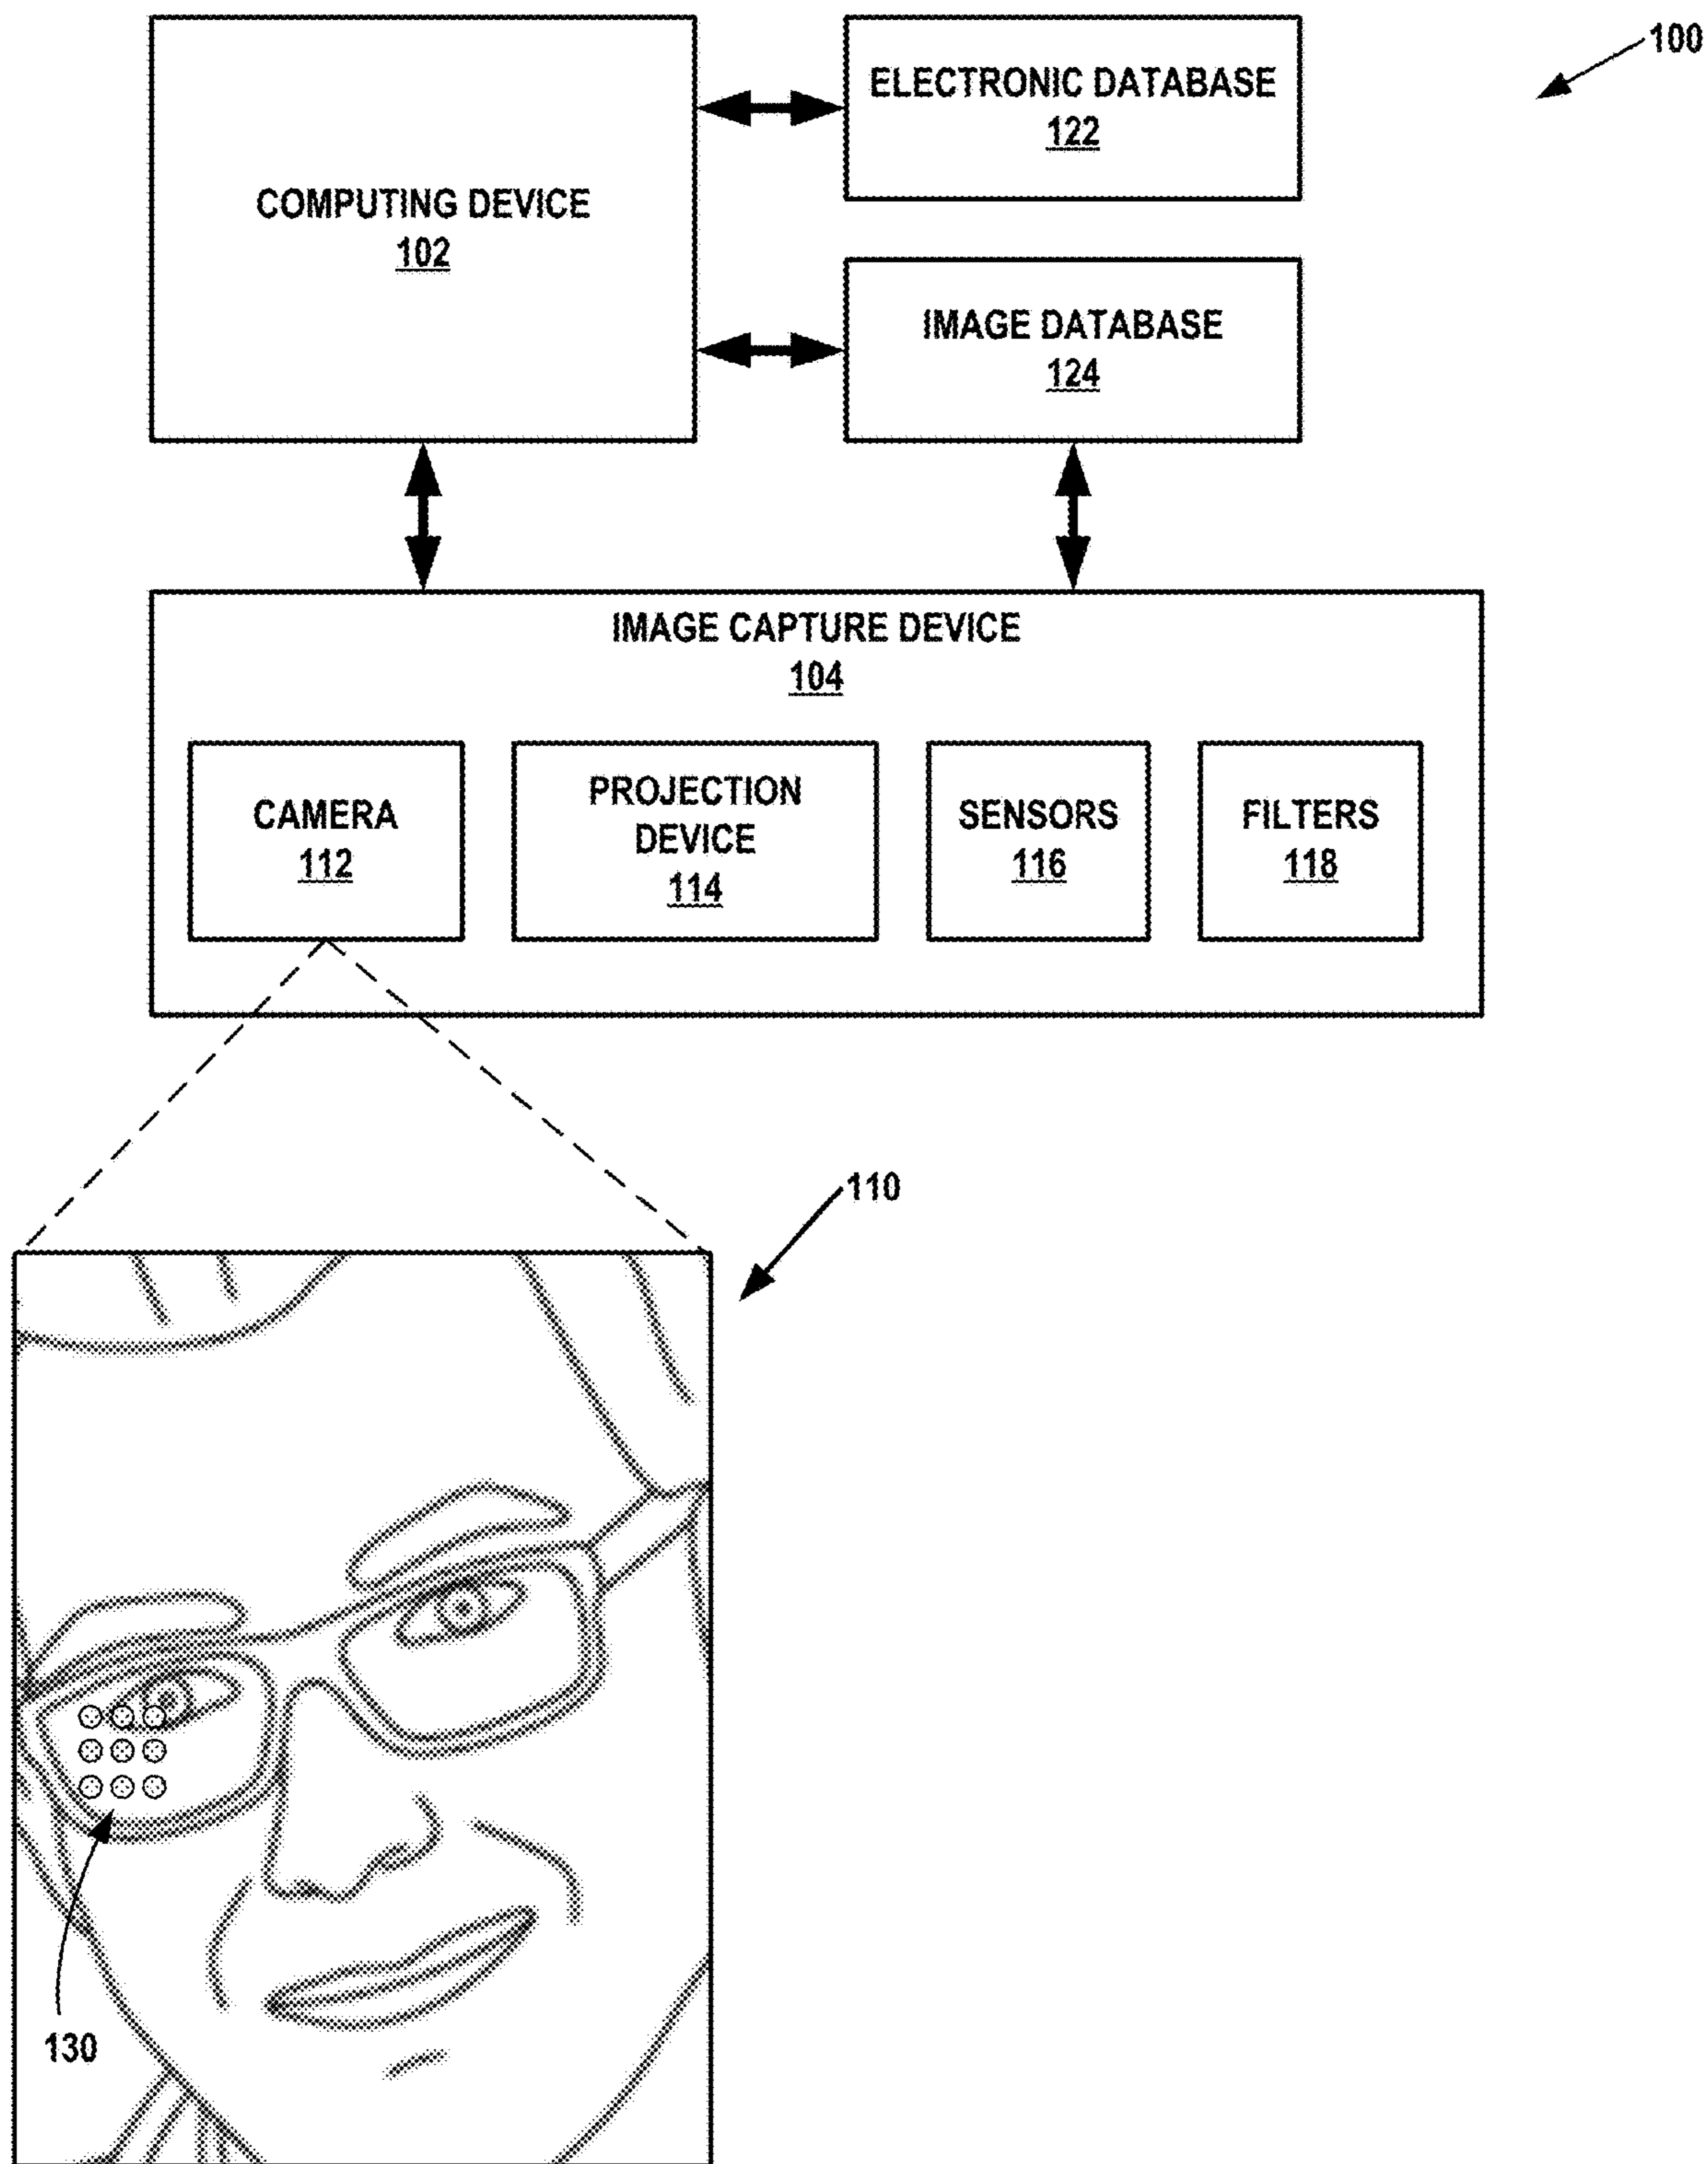 100
ELECTRONIC DATABASE
122
COMPUTING DEVICE
102
IMAGE DATABASE
124
IMAGE CAPTURE DEVICE
104
CAMERA
112
PROJECTION
DEVICE
114
SENSORS
116
FILTERS
118
110
130